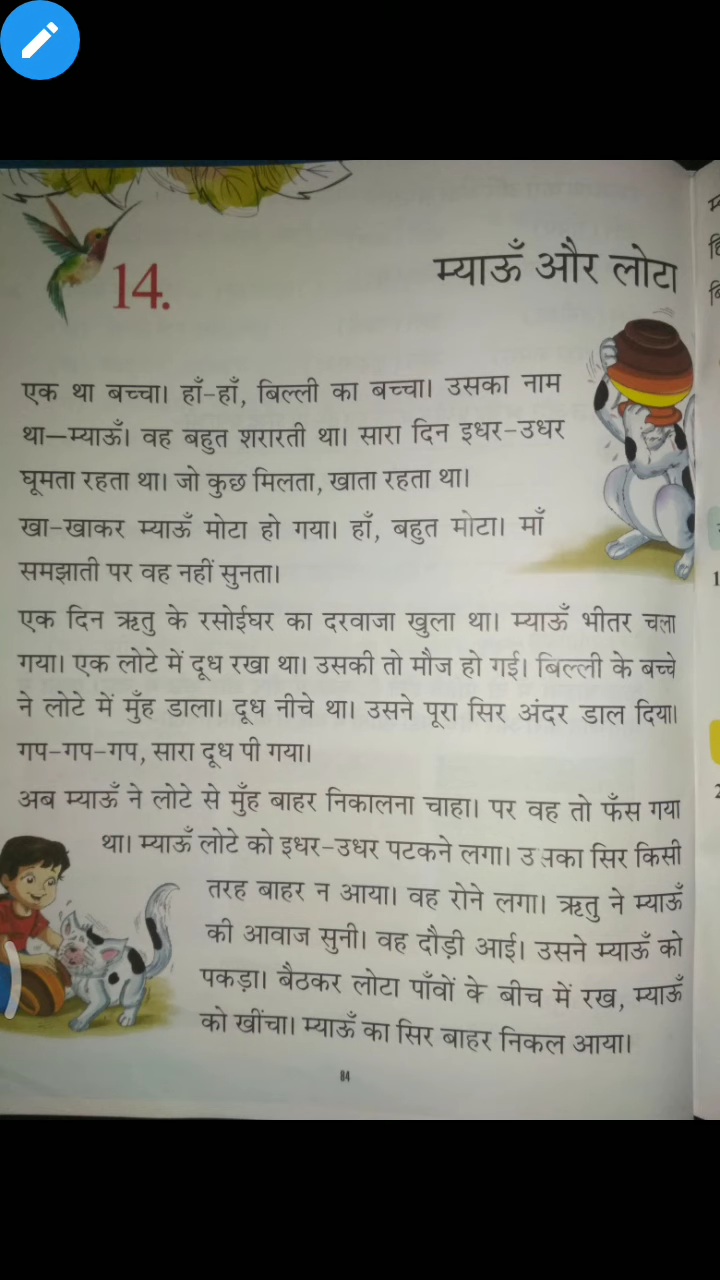 14.
म्याऊँ और लोटा
एक था बच्चा। हाँ-हाँ, बिल्ली का बच्चा। उसका नाम
था—म्याऊँ। वह बहुत शरारती था। सारा दिन इधर-उधर
घूमता रहता था। जो कुछ मिलता, खाता रहता था।
खा-खाकर म्याऊँ मोटा हो गया। हाँ, बहुत मोटा। माँ
समझाती पर वह नहीं सुनता।
एक दिन ऋतु के रसोईघर का दरवाजा खुला था। म्याऊँ भीतर चला
गया। एक लोटे में दूध रखा था। उसकी तो मौज हो गई। बिल्ली के बच्चे
ने लोटे में मुँह डाला। दूध नीचे था। उसने पूरा सिर अंदर डाल दिया।
गप-गप-गप, सारा दूध पी गया।
अब म्याऊँ ने लोटे से मुँह बाहर निकालना चाहा। पर वह तो फँस गया
था। म्याऊँ लोटे को इधर-उधर पटकने लगा। उसका सिर किसी
तरह बाहर न आया। वह रोने लगा। ऋतु ने म्याऊँ
की आवाज सुनी। वह दौड़ी आई। उसने म्याऊँ को
पकड़ा। बैठकर लोटा पाँवों के बीच में रख, म्याऊँ
को खींचा। म्याऊँ का सिर बाहर निकल आया।
84